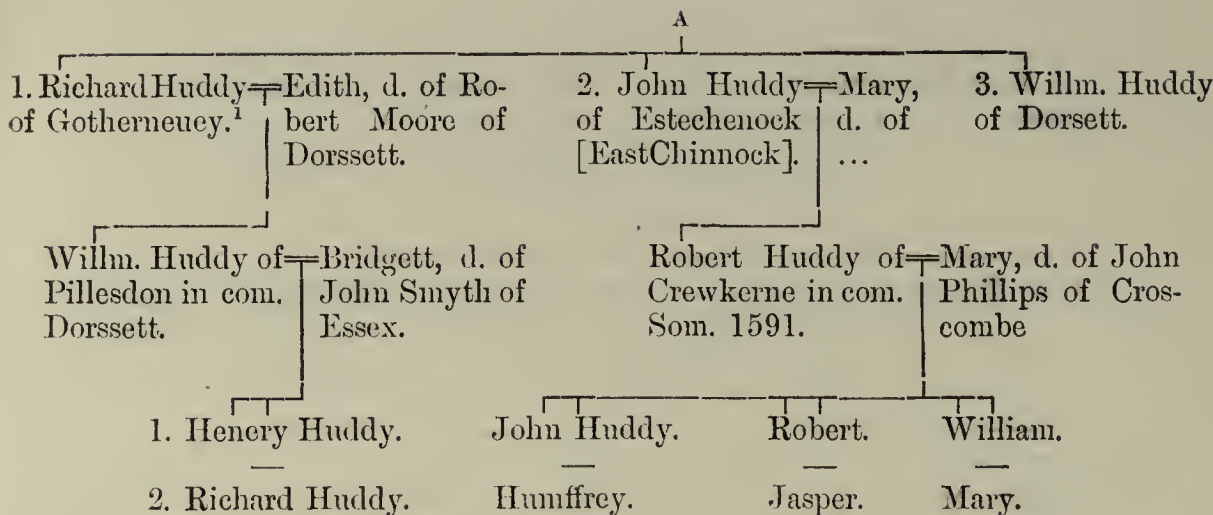 A
1. Richard Huddy
of Gotherneuey.¹
Edith, d. of Ro-
bert Moore of
Dorssett.
2. John Huddy
of Estechenock
[East Chinnock].
Mary,
d. of
...
3. Willm. Huddy
of Dorsett.
Willm. Huddy of
Pillesdon in com.
Dorssett.
Bridgett, d. of
John Smyth of
Essex.
Robert Huddy of
Crewkerne in com.
Som. 1591.
Mary, d. of John
Phillips of Cros-
combe
1. Henery Huddy.
2. Richard Huddy.
John Huddy.
Humffrey.
Robert.
Jasper.
William.
Mary.